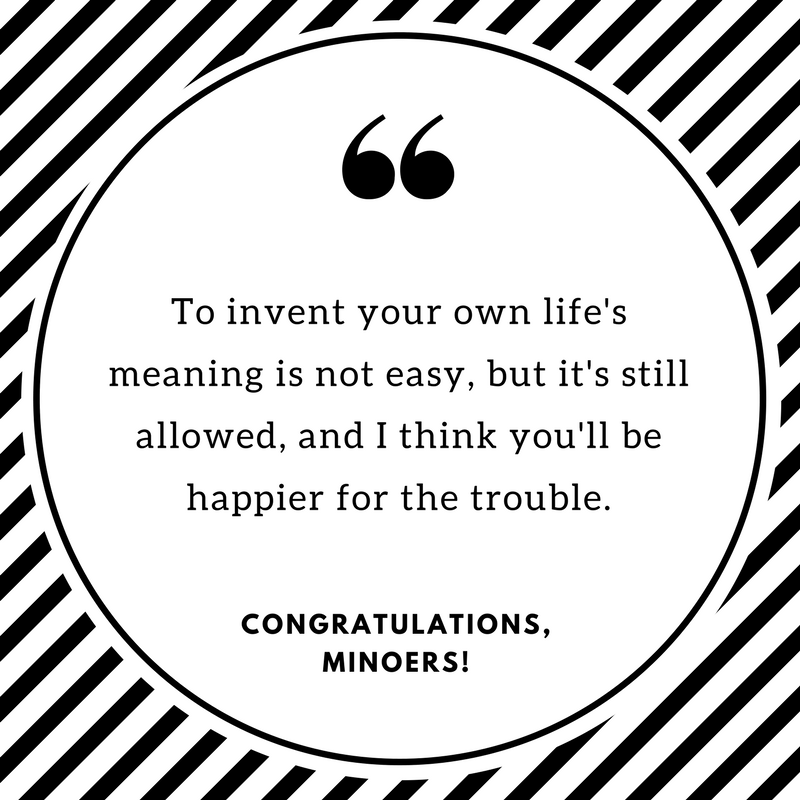 “
To invent your own life's
meaning is not easy, but it's still
allowed, and I think you'll be
happier for the trouble.
CONGRATULATIONS,
MINOERS!